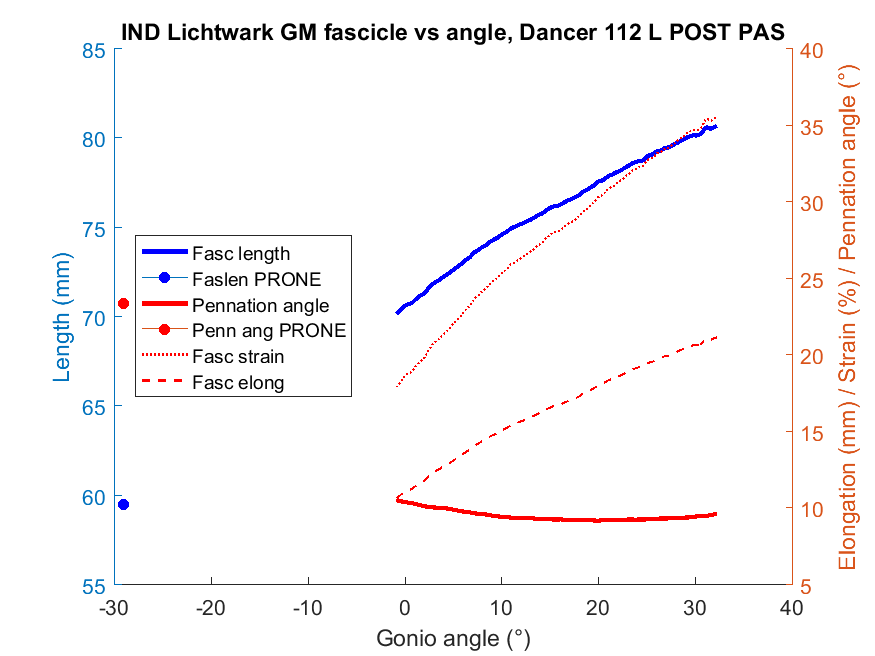 IND Lichtwark GM fascicle vs angle, Dancer 112 L POST PAS
85
80
75
70
65
60
55
Length (mm)
40
35
30
25
20
15
10
5
Elongation (mm) / Strain (%) / Pennation angle (°)
Fasc length
Faslen PRONE
Pennation angle
Penn ang PRONE
Fasc strain
Fasc elong
-30 -20 -10 0 10 20 30 40
Gonio angle (°)